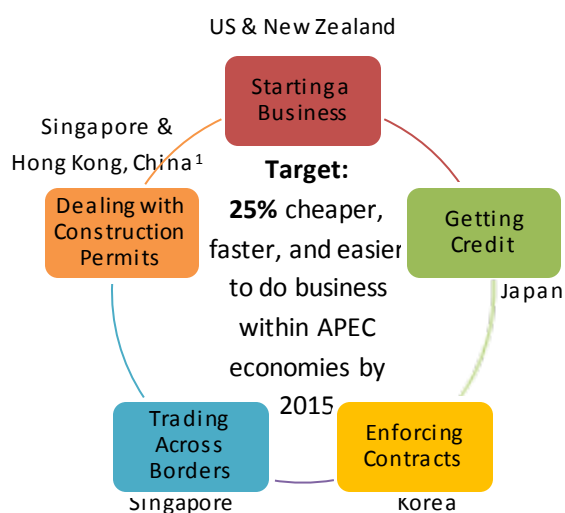 US & New Zealand
Starting a
Business
Singapore &
Hong Kong, China1
Dealing with
Construction
Permits
Target:
25% cheaper,
faster, and easier
to do business
within APEC
economies by
2015
Getting
Credit
Japan
Trading
Across
Borders
Singapore
Enforcing
Contracts
Korea